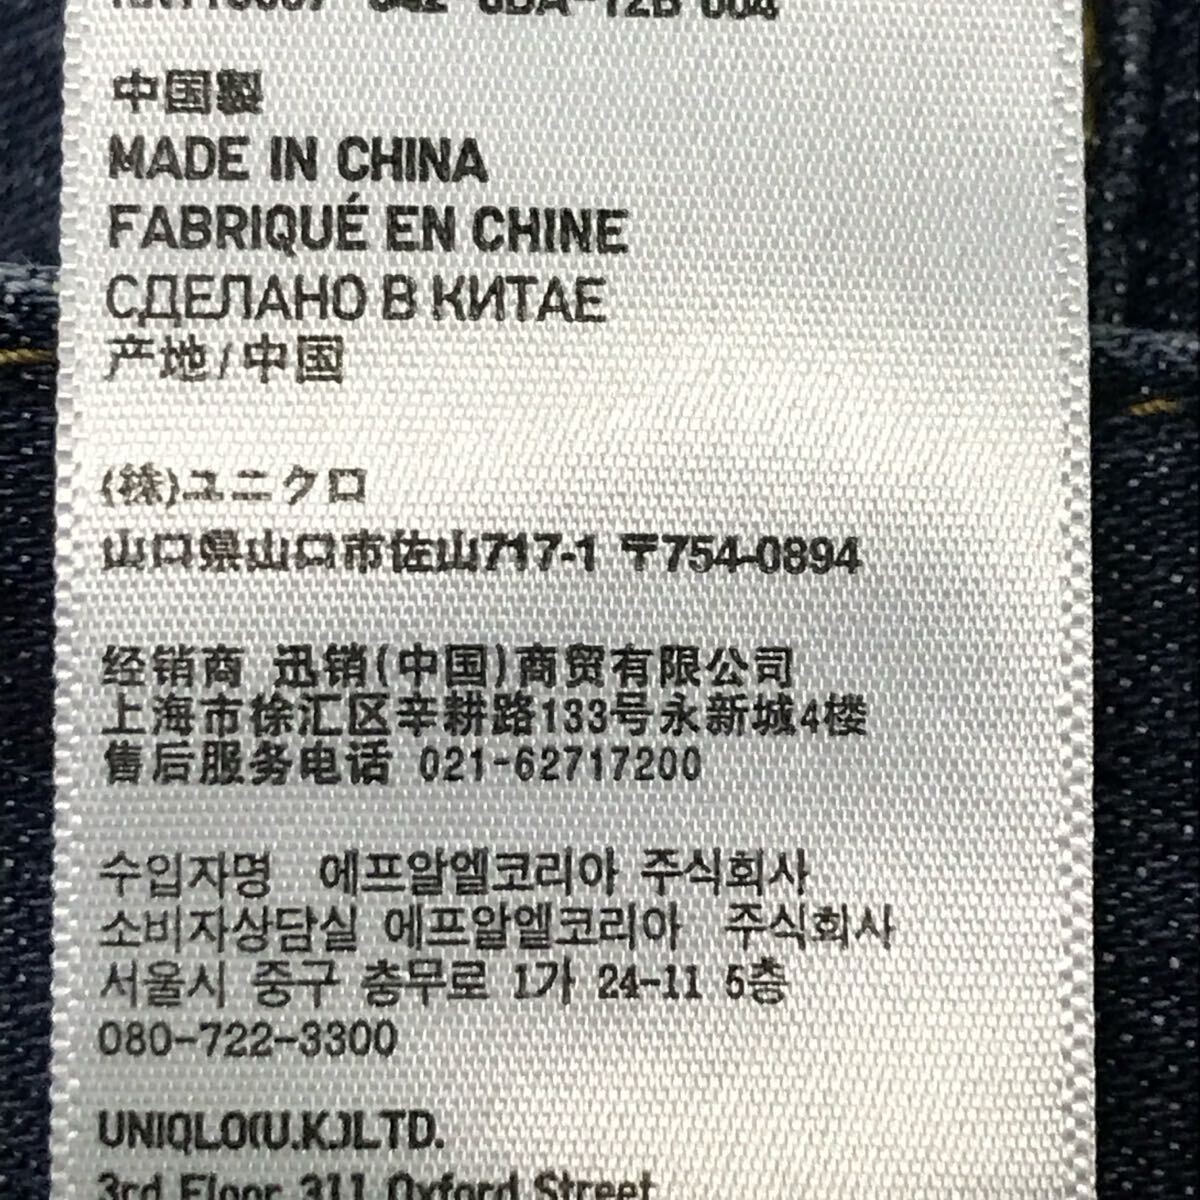 中国製
MADE IN CHINA
FABRIQUÉ EN CHINE
СДЕЛАНО В КИТАЕ
产地/中国
(株)ユニクロ
山口県山口市佐山717-1 〒754-0894
经销商 迅销(中国)商贸有限公司
上海市徐汇区辛耕路133号永新城4楼
售后服务电话 021-62717200
수입자명 에프알엘코리아 주식회사
소비자상담실 에프알엘코리아 주식회사
서울시 중구 충무로 1가 24-11 5층
080-722-3300
UNIQLO(U.K.)LTD.
3rd Floor 311 Oxford Street